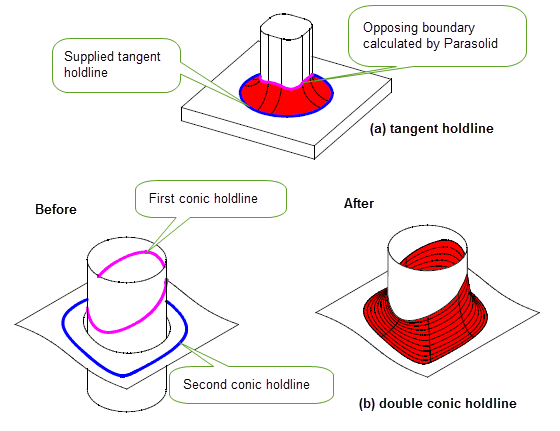 Supplied tangent
holdline
Opposing boundary
calculated by Parasolid
(a) tangent holdline
Before
First conic holdline
After
Second conic holdline
(b) double conic holdline